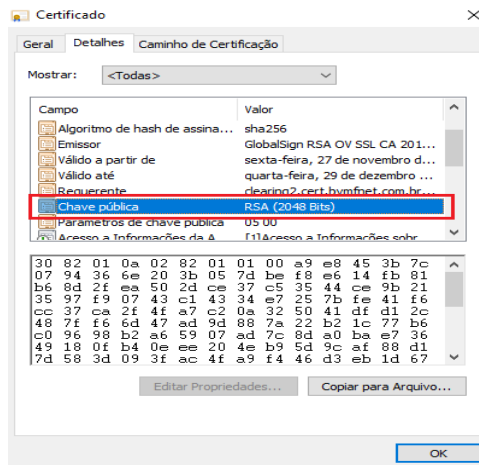 Certificado
Geral Detalhes Caminho de Certificação
Mostrar: <Todas>
Campo Valor
Algoritmo de hash de assina... sha256
Emissor GlobalSign RSA OV SSL CA 201...
Válido a partir de sexta-feira, 27 de novembro d...
Válido até quarta-feira, 29 de dezembro ...
Requerente clearing2.cert.bvmfnet.com.br...
Chave pública RSA (2048 Bits)
Parâmetros de chave pública 05 00
Acesso a Informações da A [1]Acesso a Informações sobr
30 82 01 0a 02 82 01 01 00 a9 e8 45 3b 7c
07 94 36 6e 20 3b 05 7d be f8 e6 14 fb 81
b6 8d 2f ea 50 2d ce 37 c5 35 44 ce 9b 21
35 97 f9 07 43 c1 43 34 e7 25 7b fe 41 f6
cc 37 ca 2f 4f a7 c2 0a 32 50 41 df d1 2c
48 7f f6 6d 47 ad 9d 88 7a 22 b2 1c 77 b6
c0 96 98 b2 a6 59 07 ad 7c 8d a0 ba e7 36
49 18 0f b4 0e ee 20 4e b9 5d 9c af 88 d1
7d 58 3d 09 3f ac 4f a9 f4 46 d3 eb 1d 67
Editar Propriedades... Copiar para Arquivo...
OK